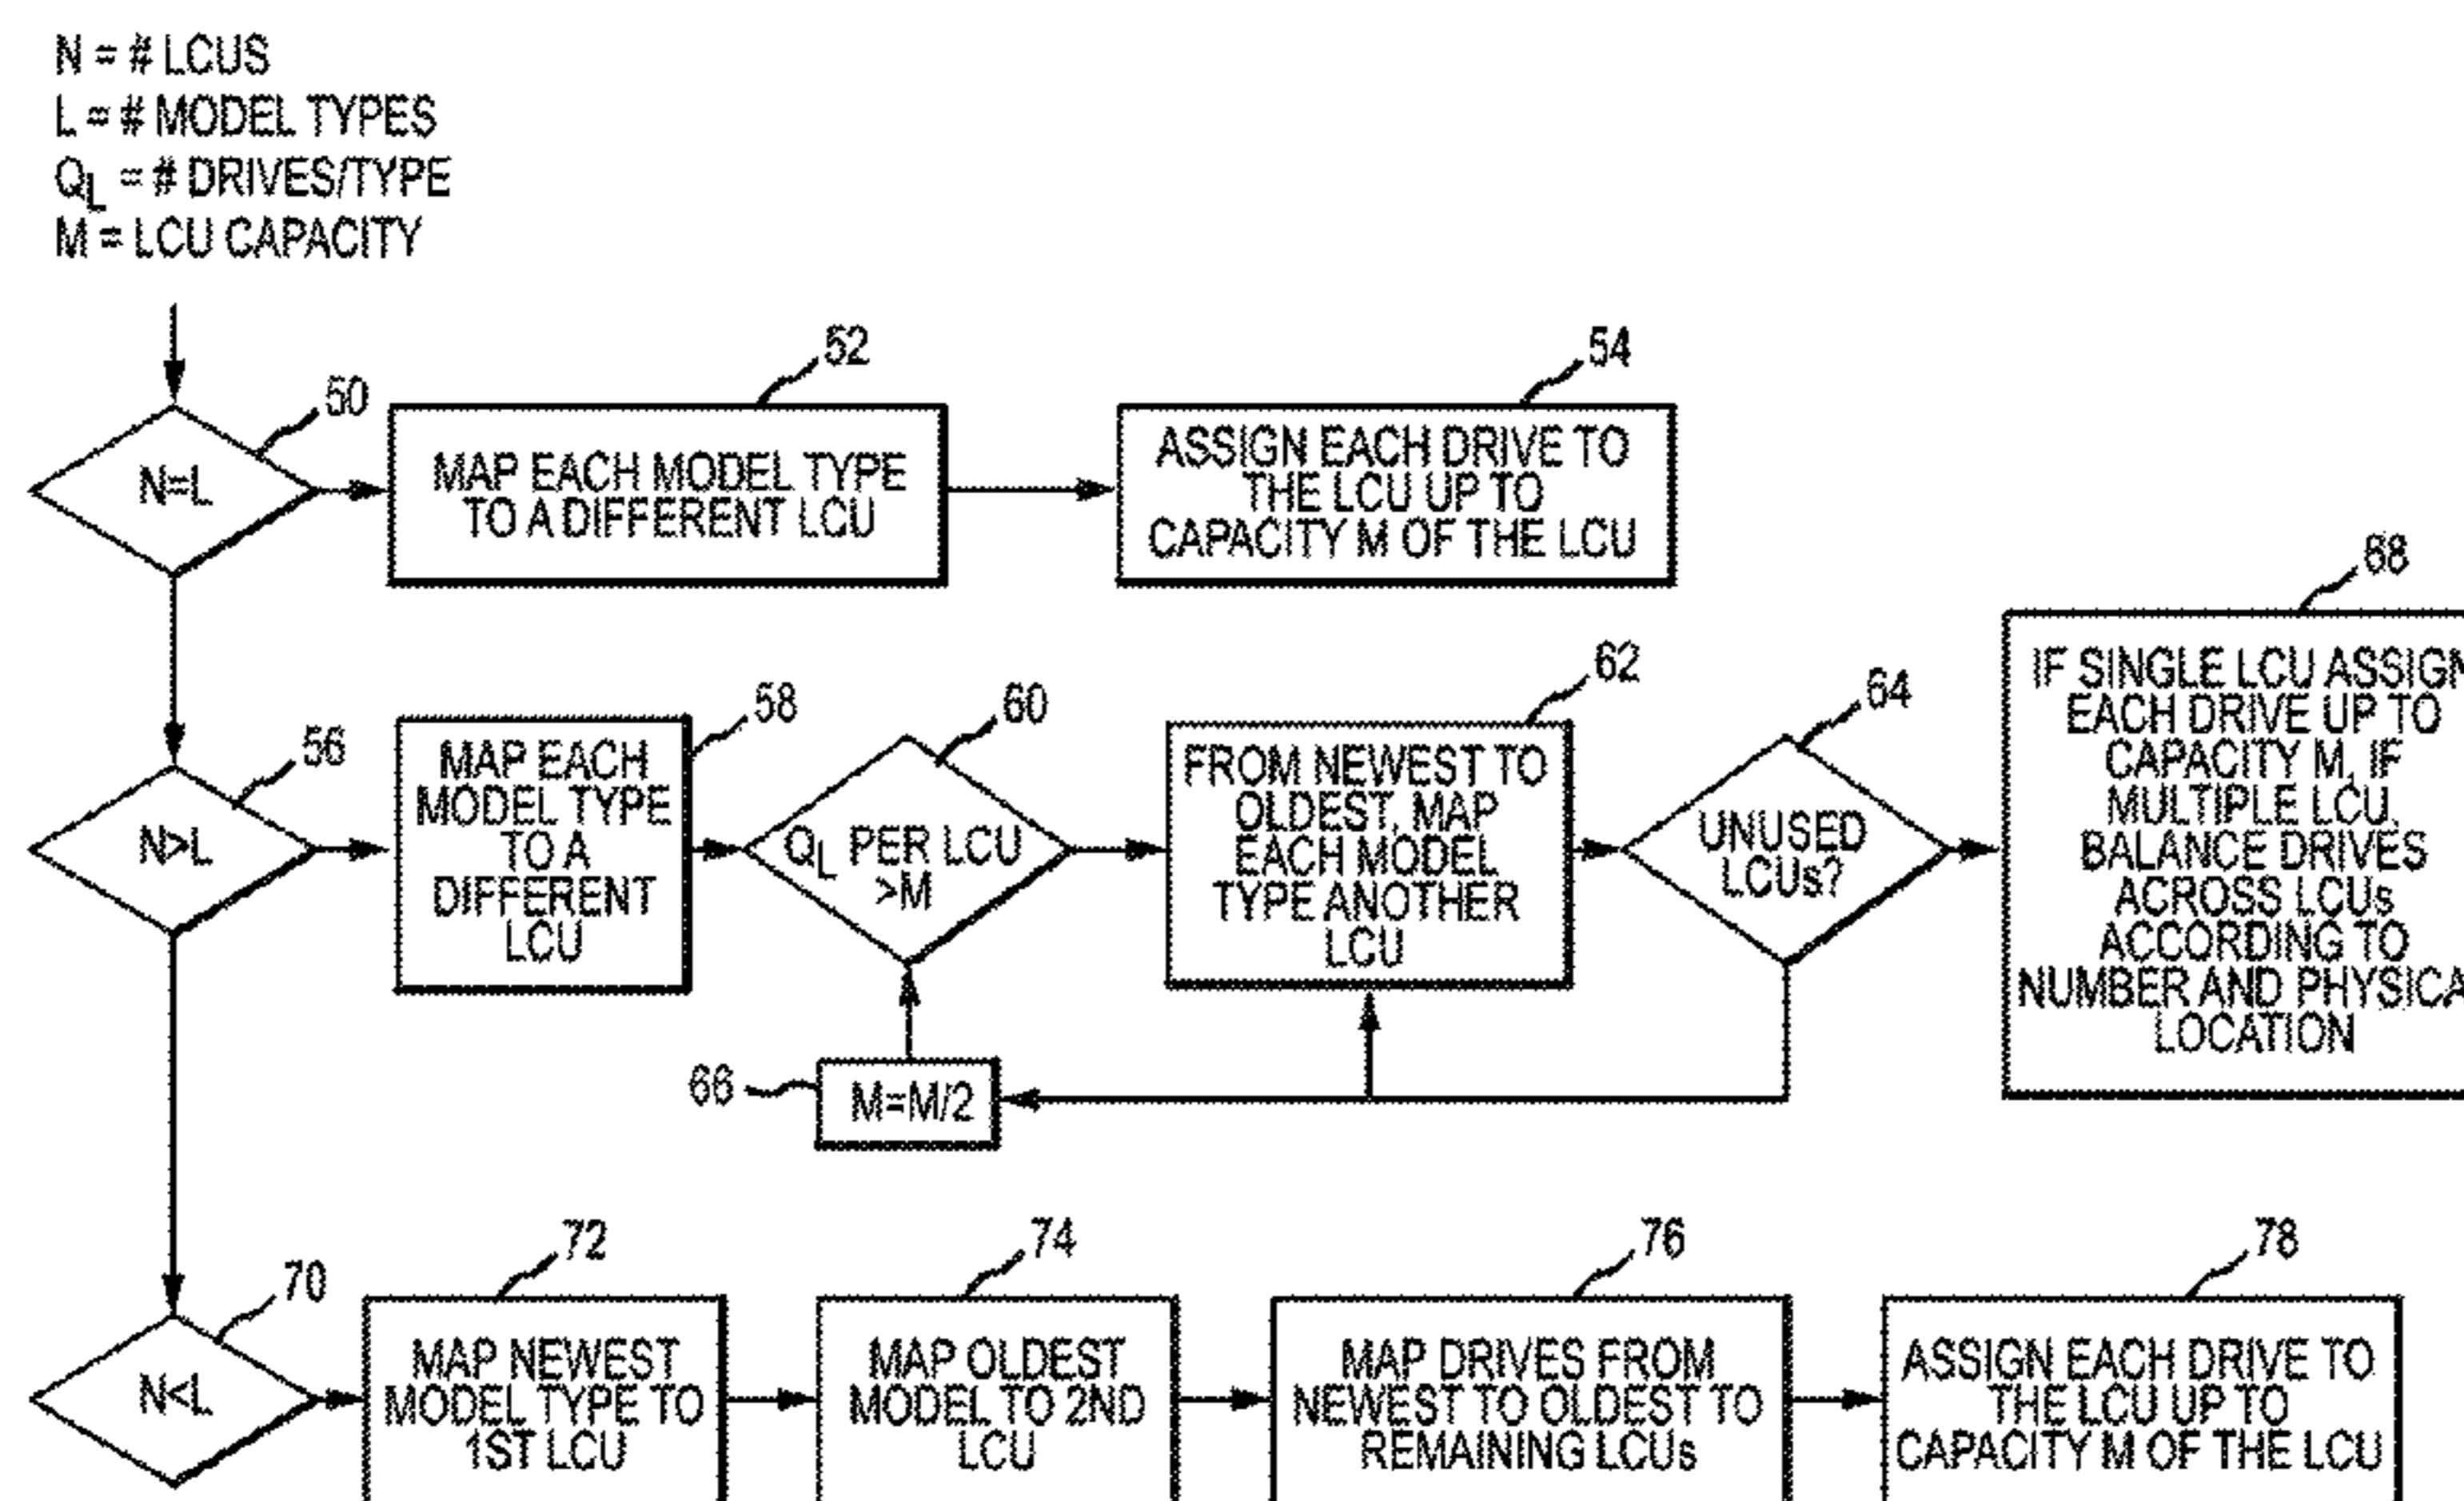 N = # LCUS
L = # MODEL TYPES
QL = # DRIVES/TYPE
M = LCU CAPACITY
50
N=L
52
MAP EACH MODEL TYPE
TO A DIFFERENT LCU
54
ASSIGN EACH DRIVE TO
THE LCU UP TO
CAPACITY M OF THE LCU
56
N>L
58
MAP EACH
MODEL TYPE
TO A
DIFFERENT
LCU
60
QL PER LCU
>M
62
FROM NEWEST TO
OLDEST, MAP
EACH MODEL
TYPE ANOTHER
LCU
64
UNUSED
LCUs?
66
M=M/2
68
IF SINGLE LCU ASSIGN
EACH DRIVE UP TO
CAPACITY M, IF
MULTIPLE LCU,
BALANCE DRIVES
ACROSS LCUs
ACCORDING TO
NUMBER AND PHYSICA
LOCATION
70
N<L
72
MAP NEWEST
MODEL TYPE TO
1ST LCU
74
MAP OLDEST
MODEL TO 2ND
LCU
76
MAP DRIVES FROM
NEWEST TO OLDEST TO
REMAINING LCUs
78
ASSIGN EACH DRIVE TO
THE LCU UP TO
CAPACITY M OF THE LCU